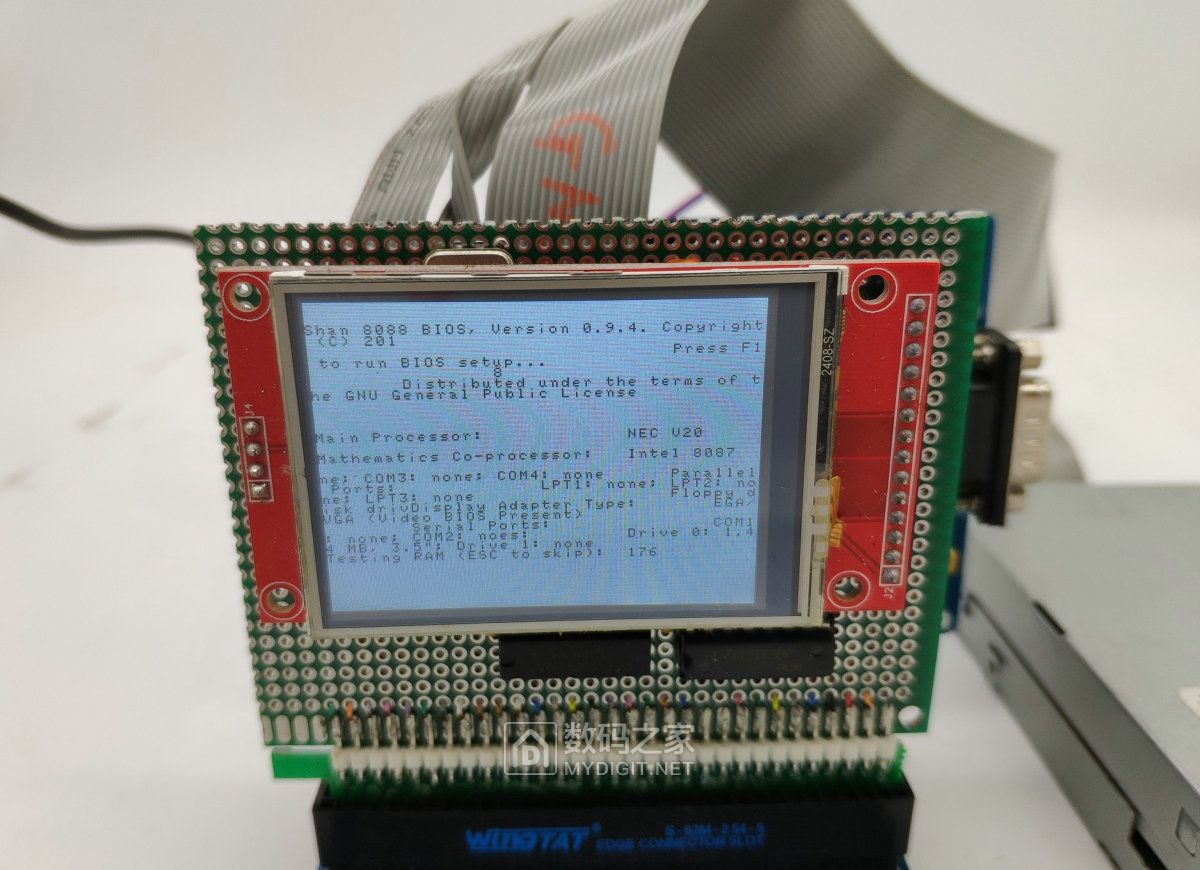 Shan 8088 BIOS, Version 0.9.4. Copyright
(C) 201
Press F1
to run BIOS setup...
8
Distributed under the terms of t
he GNU General Public License
Main Processor: NEC V20
Mathematics Co-processor: Intel 8087
ne; COM3: none; COM4: none Parallel
Ports: LPT1: none; LPT2: no
ne; LPT3: none Floppy d
isk drivDisplay Adapter Type: EGA/
VGA (Video BIOS Present)
Serial Ports: COM1
: none; COM2: noes: Drive 0: 1.4
4 MB, 3.5"; Drive 1: none
Testing RAM (ESC to skip): 176
2408-SZ
J4
J2
数码之家
MYDIGIT.NET
WingTAT®
S-62M-2.54-5
EDGE CONNECTOR SLOT